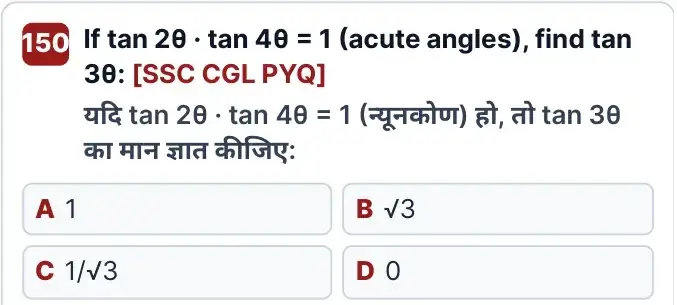 150 If tan 2θ · tan 4θ = 1 (acute angles), find tan
3θ: [SSC CGL PYQ]
यदि tan 2θ · tan 4θ = 1 (न्यूनकोण) हो, तो tan 3θ
का मान ज्ञात कीजिए:
A 1 B √3
C 1/√3 D 0